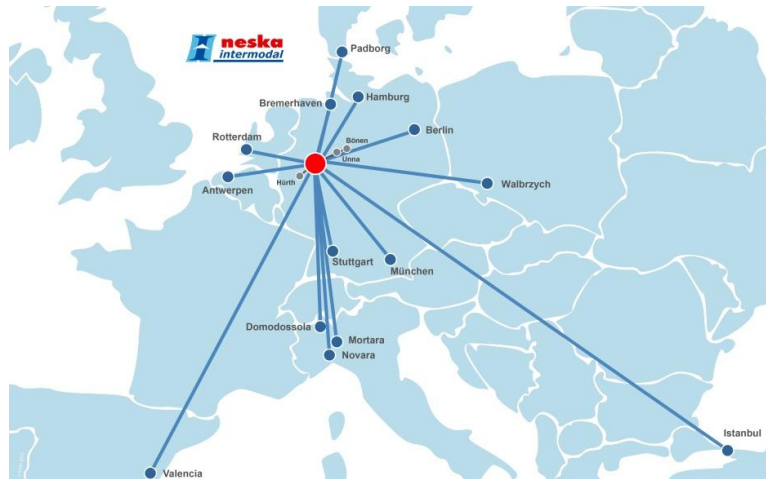 neska
intermodal
Padborg
Bremerhaven
Hamburg
Berlin
Rotterdam
Bönen
Unna
Hürth
Antwerpen
Walbrzych
Stuttgart
München
Domodossola
Mortara
Novara
Istanbul
Valencia